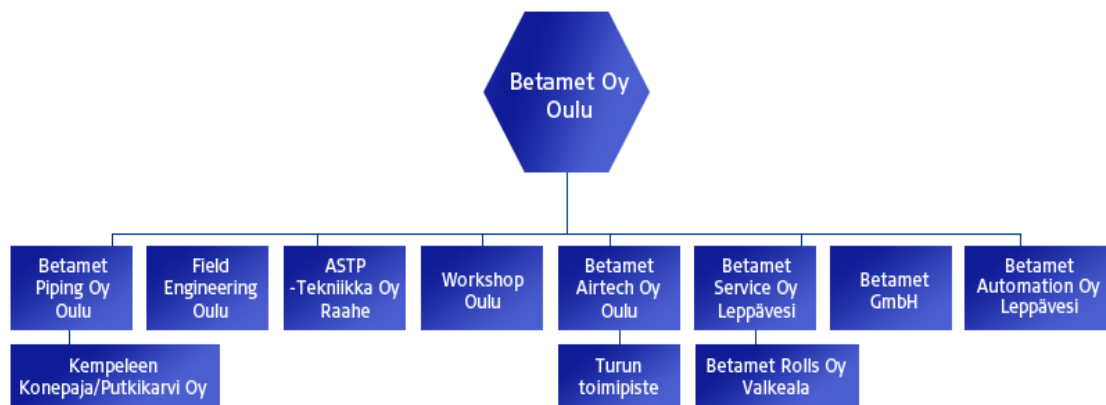 Betamet Oy
Oulu
Betamet
Piping Oy
Oulu
Field
Engineering
Oulu
ASTP
-Tekniikka Oy
Raahe
Workshop
Oulu
Betamet
Airtech Oy
Oulu
Betamet
Service Oy
Leppävesi
Betamet
GmbH
Betamet
Automation Oy
Leppävesi
Kempeleen
Konepaja/Putkikarvi Oy
Turun
toimipiste
Betamet Rolls Oy
Valkeala